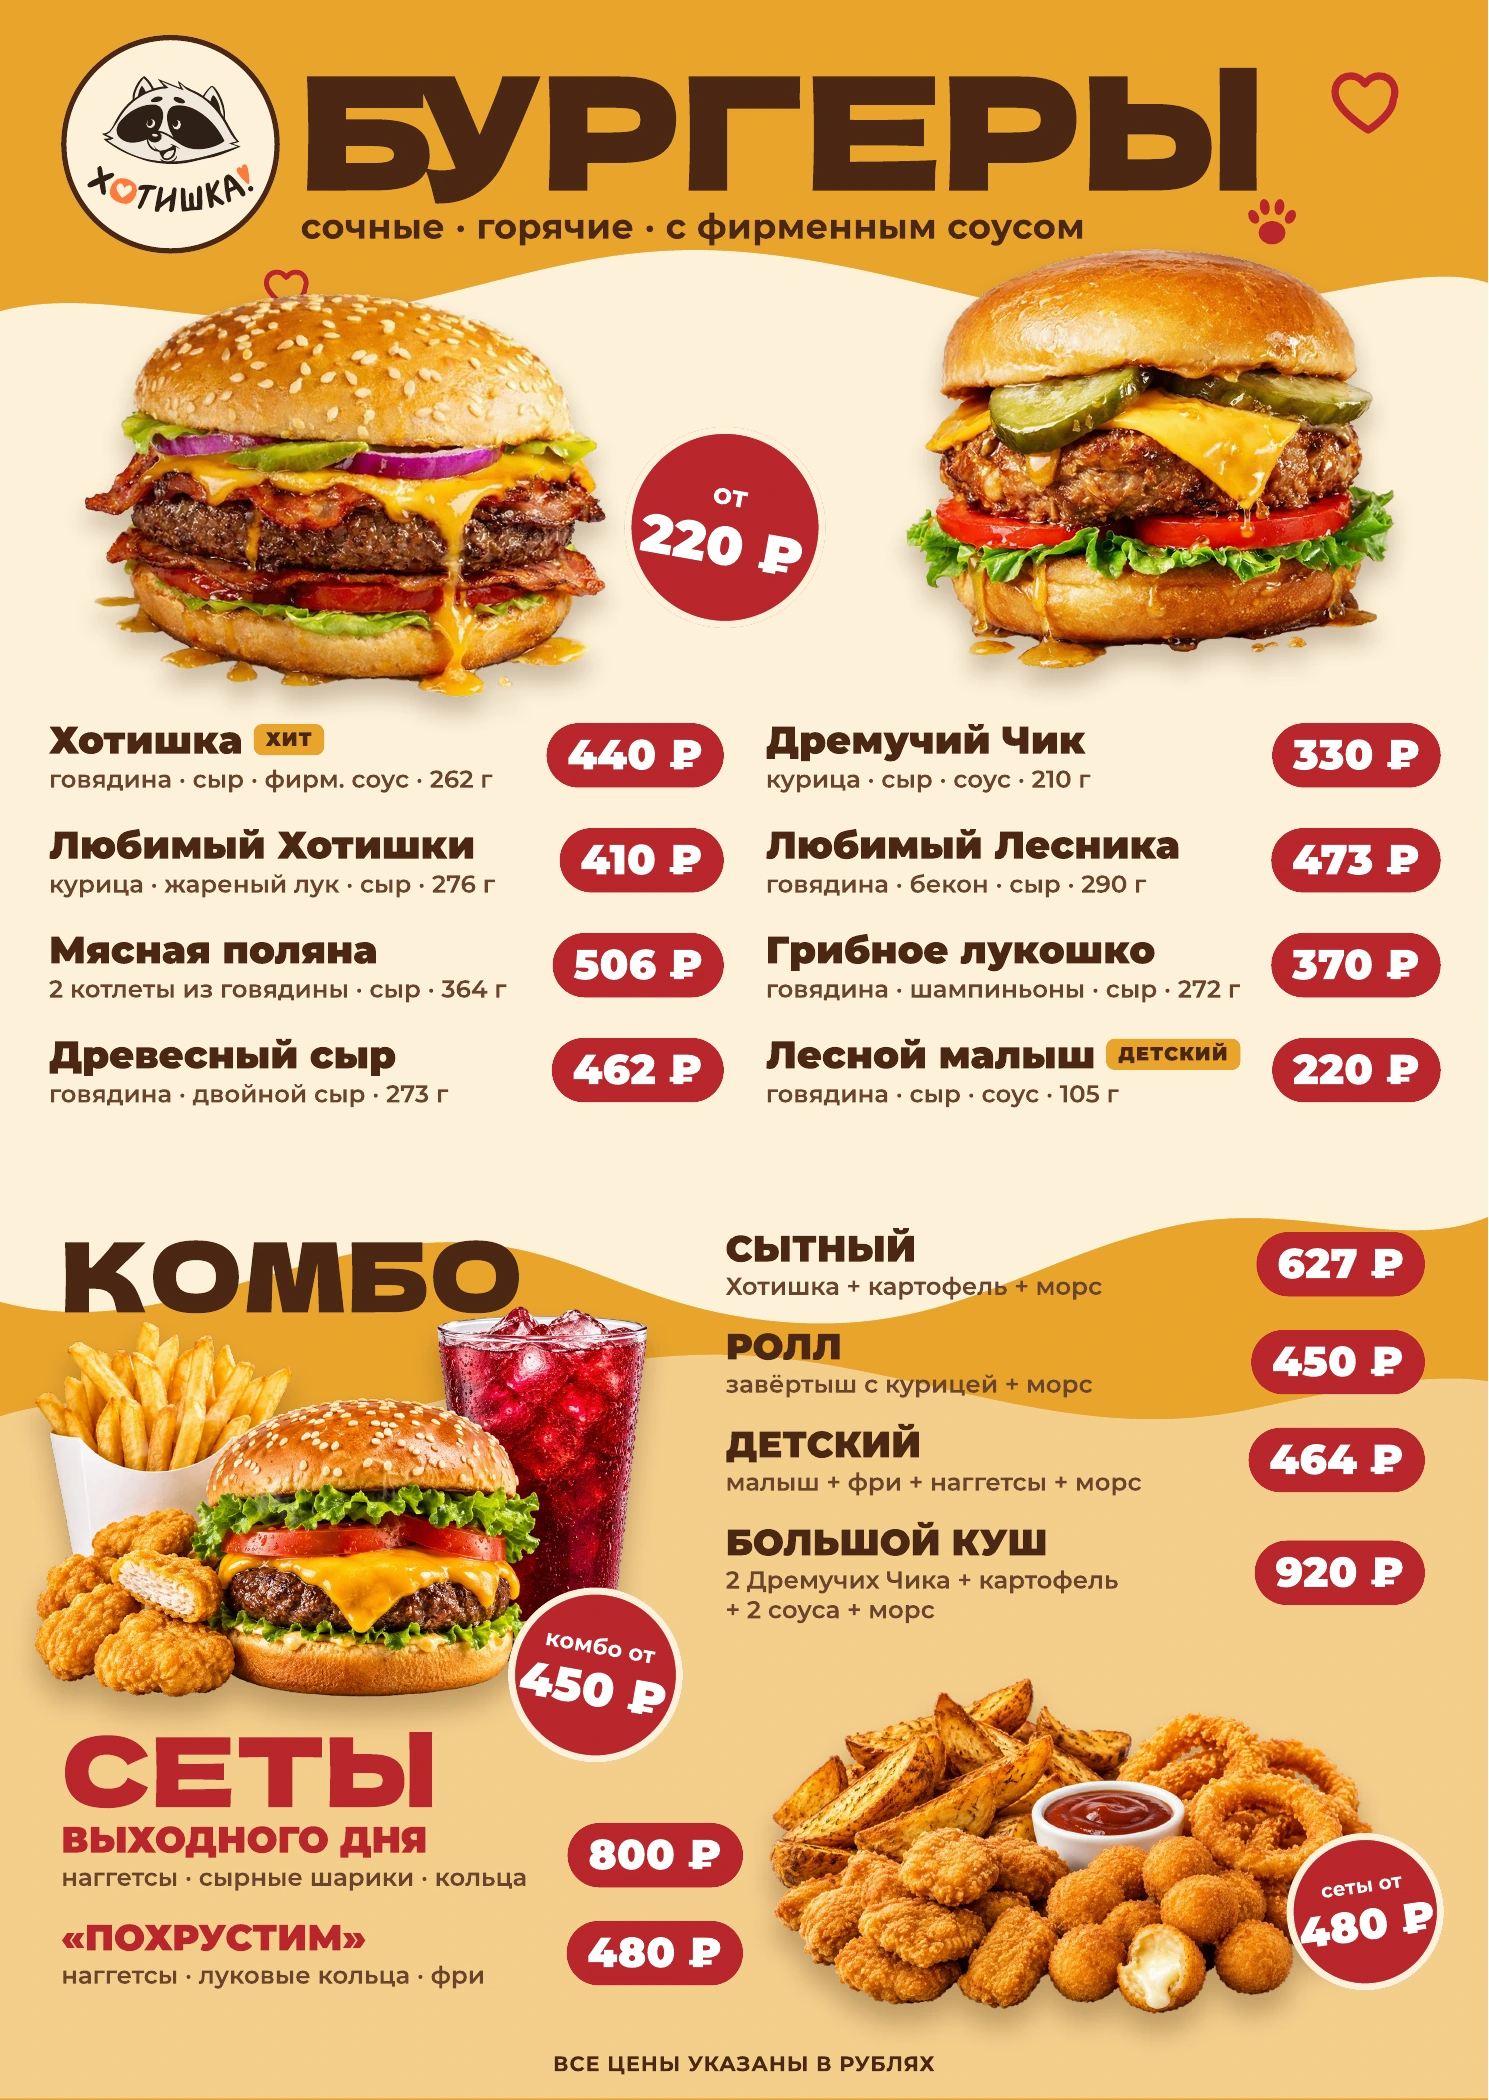 ХОТИШКА!
БУРГЕРЫ
сочные · горячие · с фирменным соусом
от
220 ₽
Хотишка ХИТ
440 ₽
говядина · сыр · фирм. соус · 262 г
Дремучий Чик
330 ₽
курица · сыр · соус · 210 г
Любимый Хотишки
410 ₽
курица · жареный лук · сыр · 276 г
Любимый Лесника
473 ₽
говядина · бекон · сыр · 290 г
Мясная поляна
506 ₽
2 котлеты из говядины · сыр · 364 г
Грибное лукошко
370 ₽
говядина · шампиньоны · сыр · 272 г
Древесный сыр
462 ₽
говядина · двойной сыр · 273 г
Лесной малыш ДЕТСКИЙ
220 ₽
говядина · сыр · соус · 105 г
КОМБО
СЫТНЫЙ
627 ₽
Хотишка + картофель + морс
РОЛЛ
450 ₽
завёртыш с курицей + морс
ДЕТСКИЙ
464 ₽
малыш + фри + наггетсы + морс
БОЛЬШОЙ КУШ
920 ₽
2 Дремучих Чика + картофель
+ 2 соуса + морс
комбо от
450 ₽
СЕТЫ
ВЫХОДНОГО ДНЯ
800 ₽
наггетсы · сырные шарики · кольца
«ПОХРУСТИМ»
480 ₽
наггетсы · луковые кольца · фри
сеты от
480 ₽
ВСЕ ЦЕНЫ УКАЗАНЫ В РУБЛЯХ